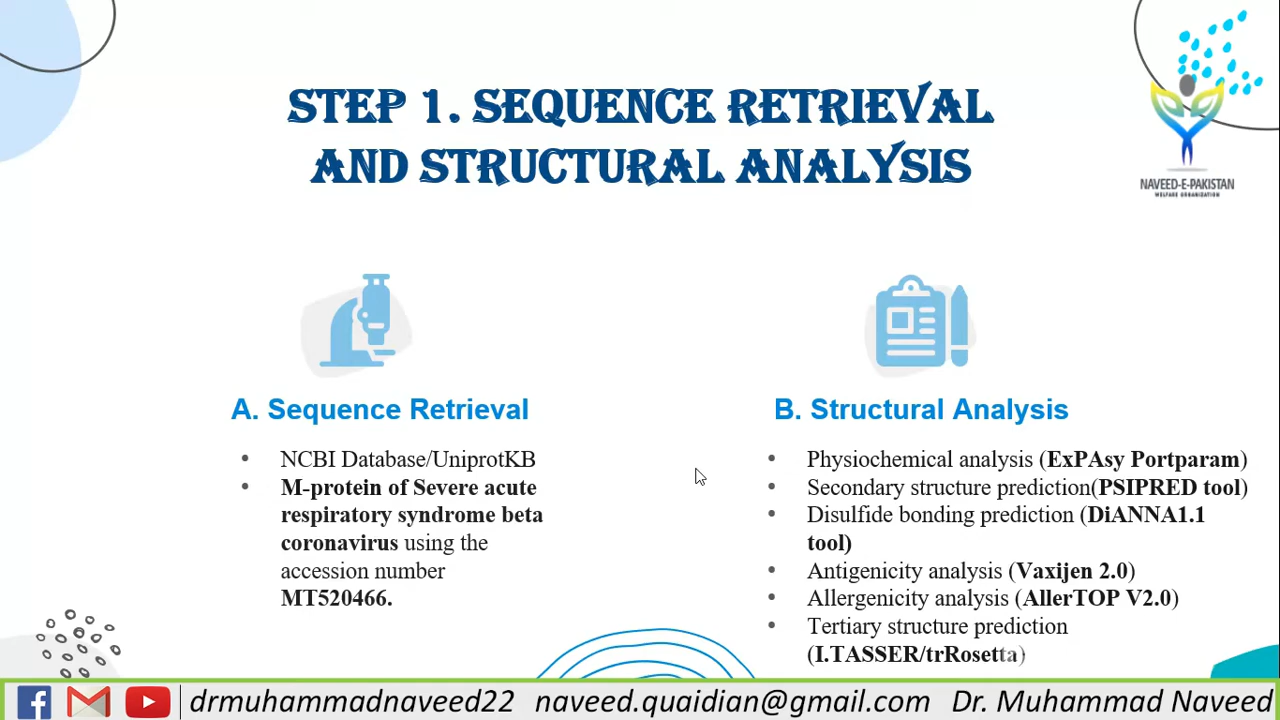 STEP 1. SEQUENCE RETRIEVAL
AND STRUCTURAL ANALYSIS
NAVEED-E-PAKISTAN
WELFARE ORGANIZATION
A. Sequence Retrieval
• NCBI Database/UniprotKB
• M-protein of Severe acute
respiratory syndrome beta
coronavirus using the
accession number
MT520466.
B. Structural Analysis
• Physiochemical analysis (ExPAsy Portparam)
• Secondary structure prediction(PSIPRED tool)
• Disulfide bonding prediction (DiANNA1.1
tool)
• Antigenicity analysis (Vaxijen 2.0)
• Allergenicity analysis (AllerTOP V2.0)
• Tertiary structure prediction
(I.TASSER/trRosetta)
drmuhammadnaveed22 naveed.quaidian@gmail.com Dr. Muhammad Naveed